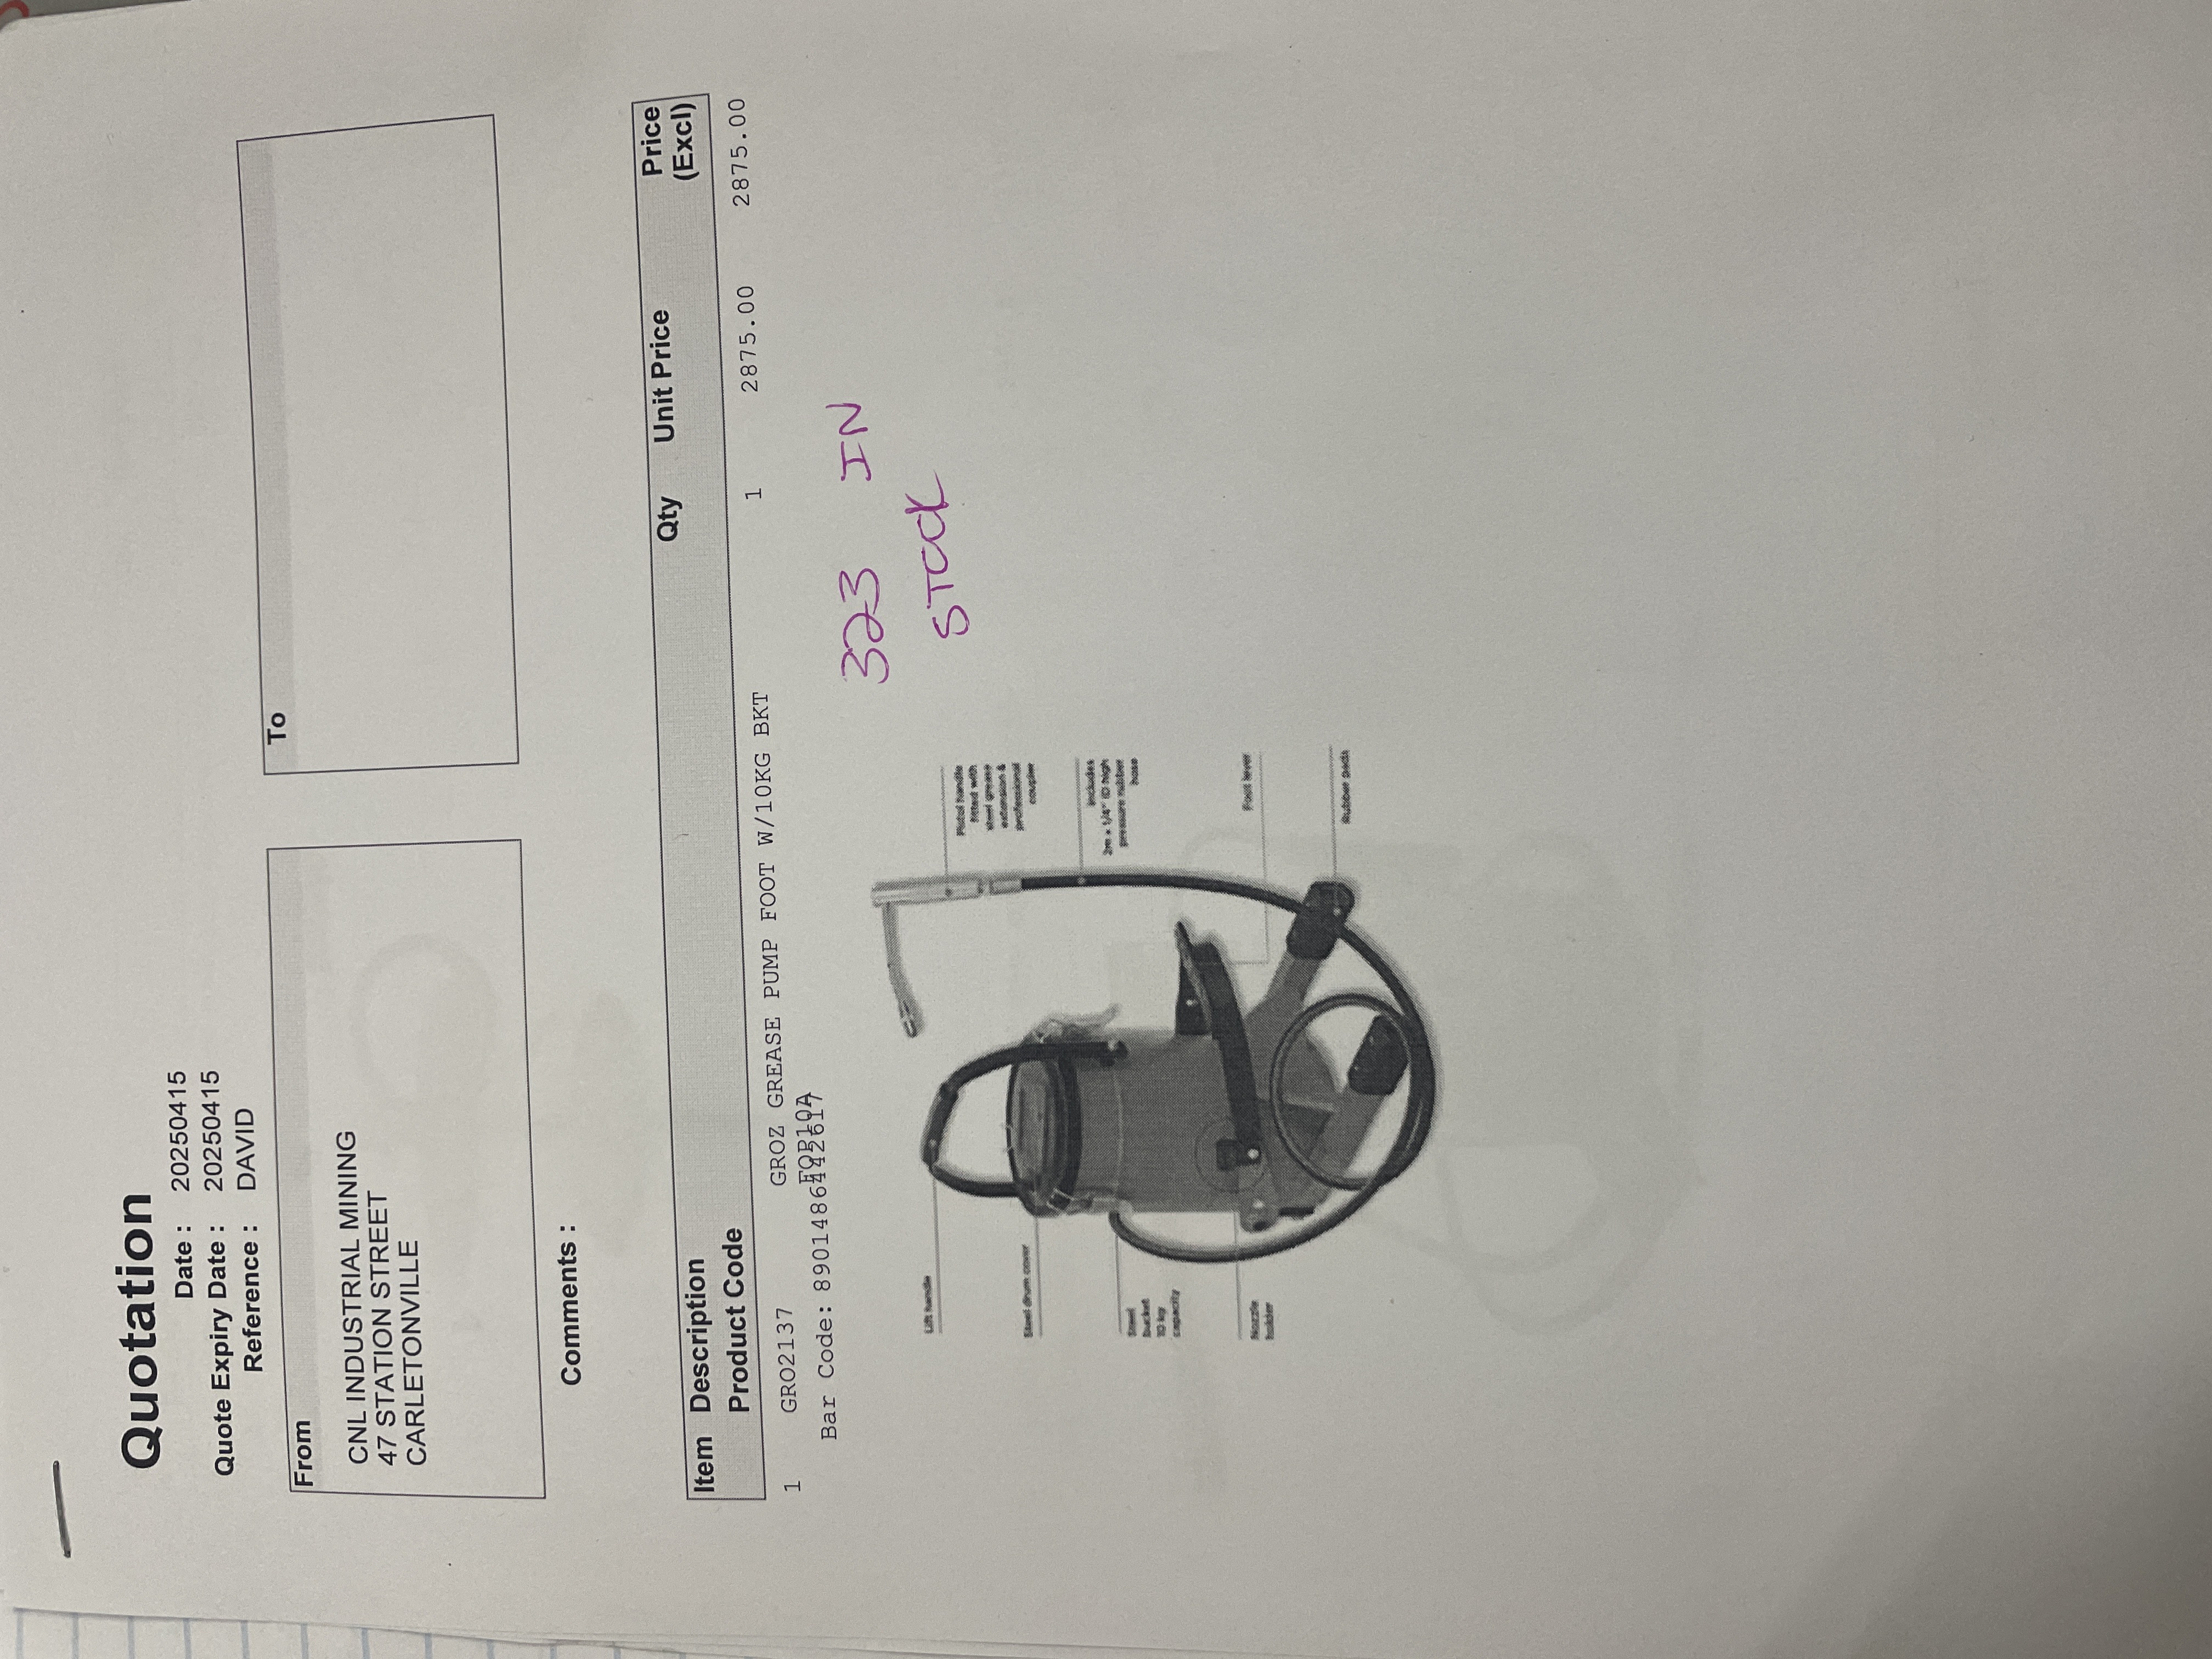 Quotation
Date : 20250415
Quote Expiry Date : 20250415
Reference : DAVID
From
CNL INDUSTRIAL MINING
47 STATION STREET
CARLETONVILLE
To
Comments :
Item Description Qty Unit Price Price
Product Code (Excl)
1 GRO2137 GROZ GREASE PUMP FOOT W/10KG BKT 1 2875.00 2875.00
Bar Code: 8901486442617
323 IN
STOCK
Lift handle
Steel drum cover
Steel
bucket
10 kg
capacity
Nozzle
holder
Pistol handle
fitted with
steel grease
extension &
professional
coupler
Includes
2m x 1/4" ID high
pressure rubber
hose
Foot lever
Rubber pads